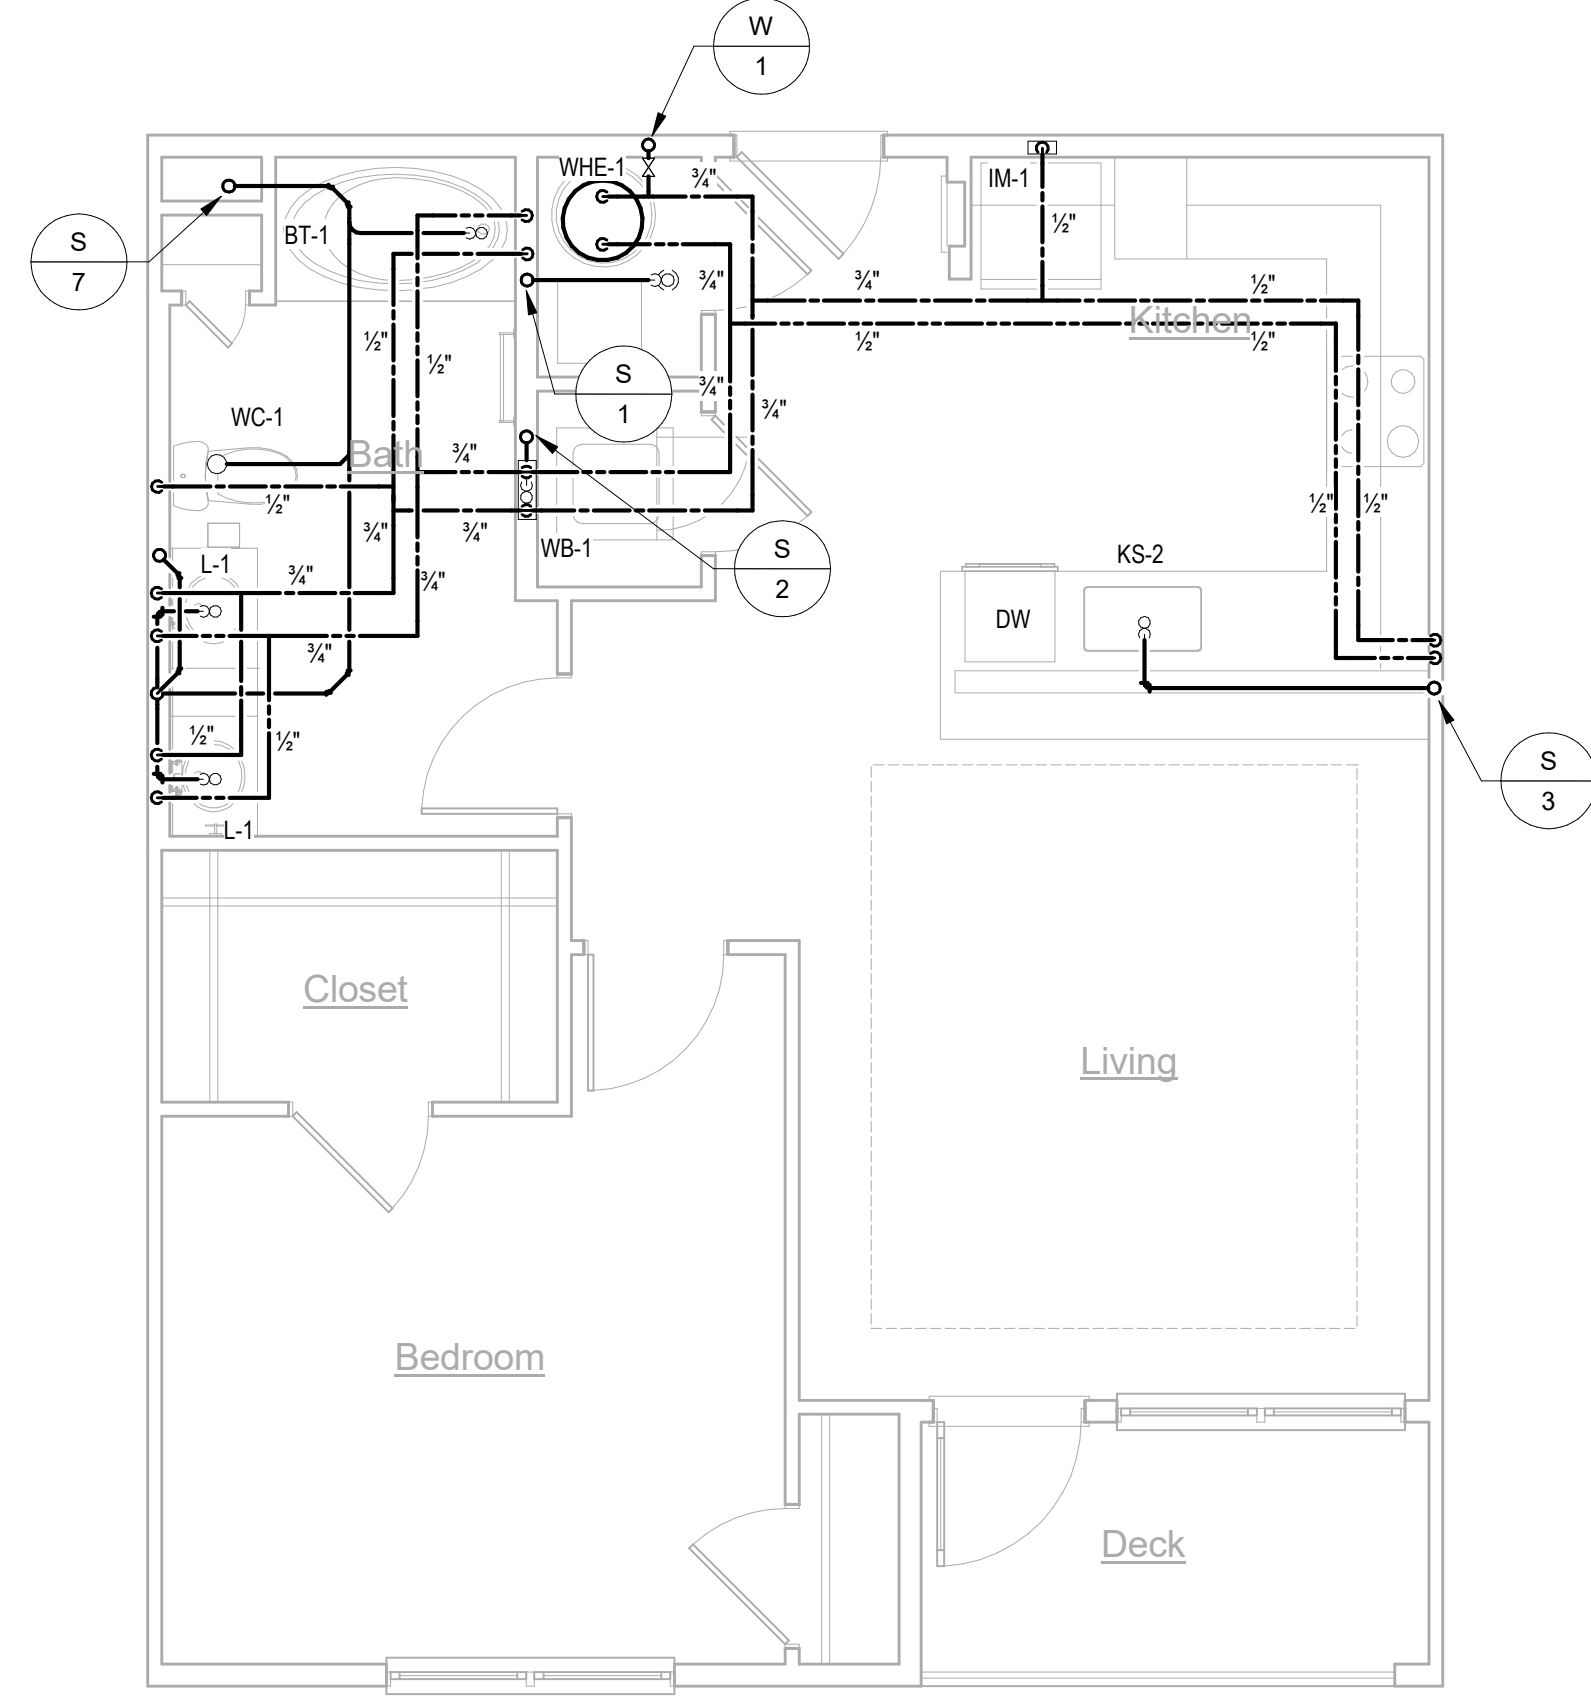 W
1
WHE-1
¾"
IM-1
½"
S
7
BT-1
¾"
¾"
½"
Kitchen
½"
½"
½"
½"
S
1
¾"
¾"
WC-1
Bath
¾"
½"
¾"
¾"
½"
½"
WB-1
S
2
KS-2
L-1
¾"
¾"
DW
¾"
½"
½"
S
3
L-1
Closet
Living
Bedroom
Deck